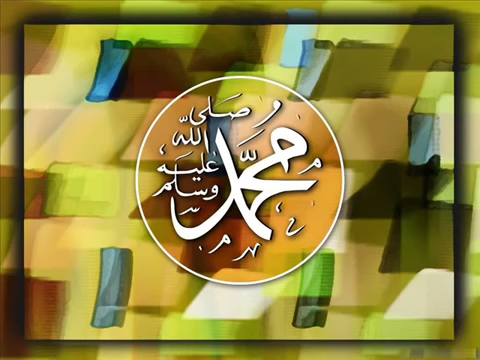 محمد
صلى
الله
عليه
وسلم